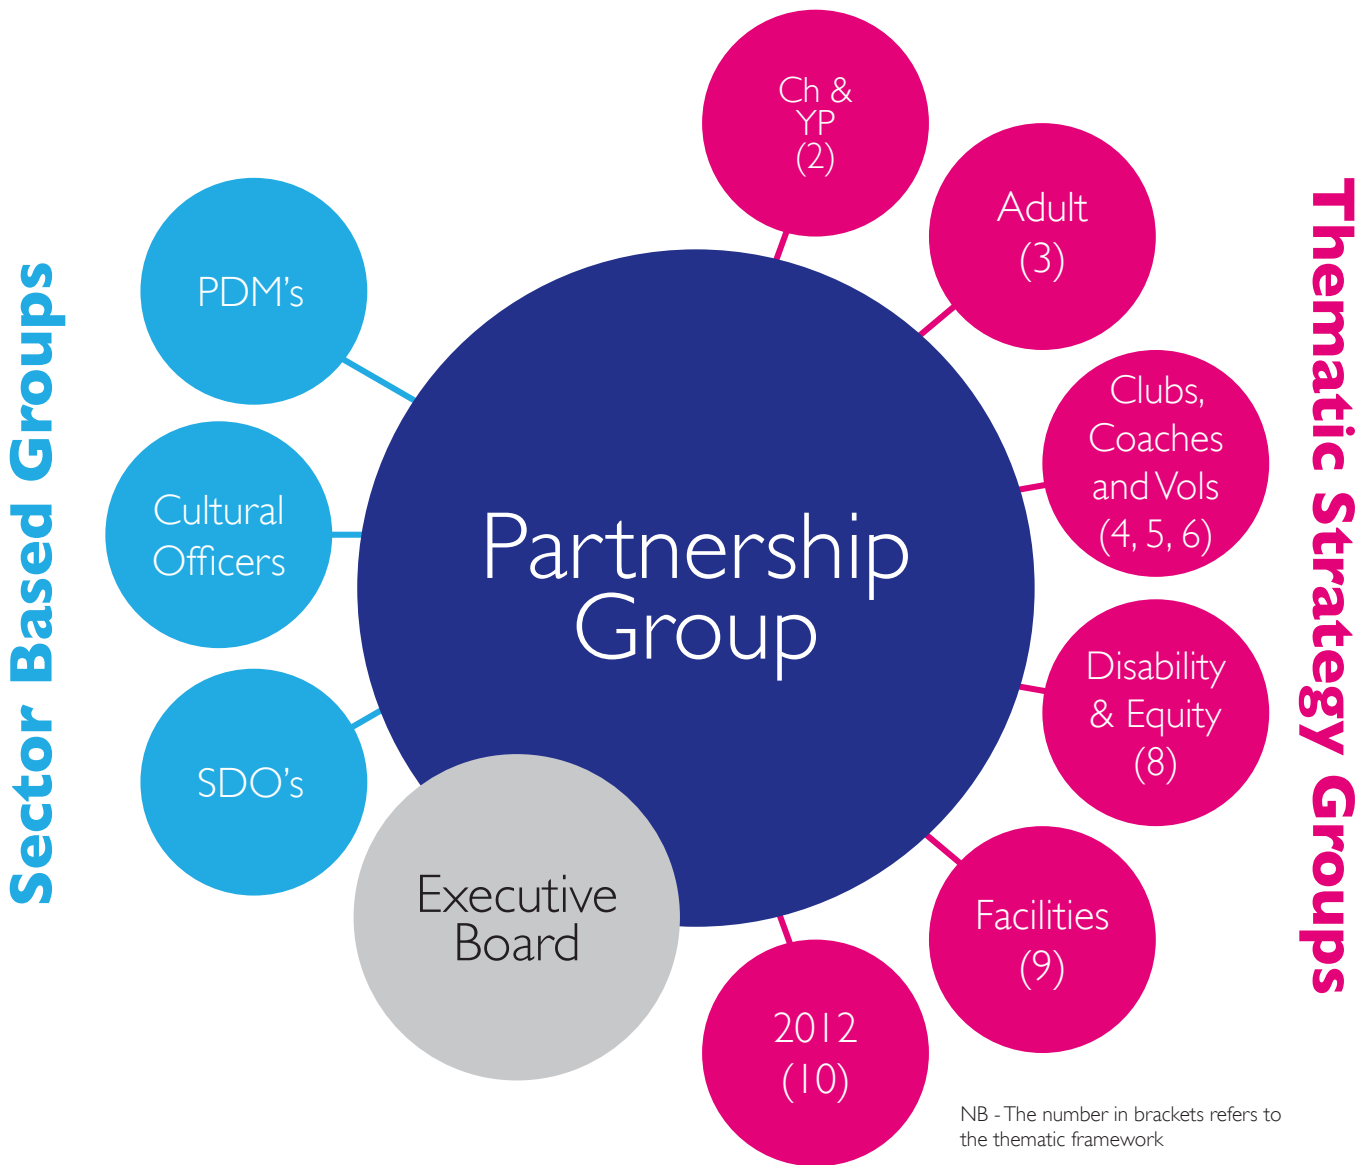 Sector Based Groups
PDM’s
Cultural
Officers
SDO’s
Partnership
Group
Executive
Board
Ch &
YP
(2)
Adult
(3)
Clubs,
Coaches
and Vols
(4, 5, 6)
Disability
& Equity
(8)
Facilities
(9)
2012
(10)
Thematic Strategy Groups
NB - The number in brackets refers to
the thematic framework